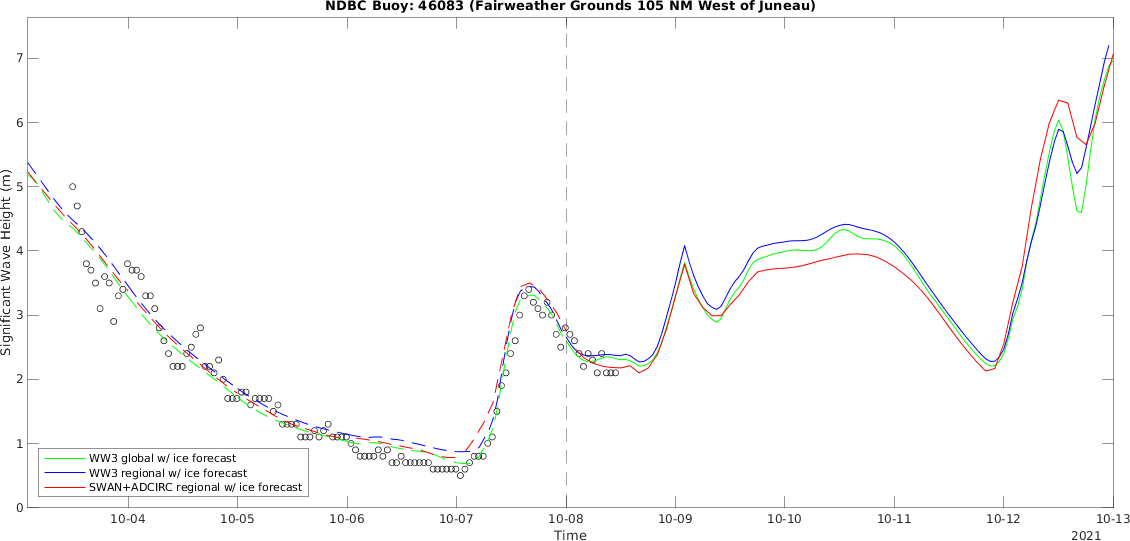 NDBC Buoy: 46083 (Fairweather Grounds 105 NM West of Juneau)
Significant Wave Height (m)
7
6
5
4
3
2
1
0
WW3 global w/ ice forecast
WW3 regional w/ ice forecast
SWAN+ADCIRC regional w/ ice forecast
10-04 10-05 10-06 10-07 10-08 10-09 10-10 10-11 10-12 10-13
Time
2021